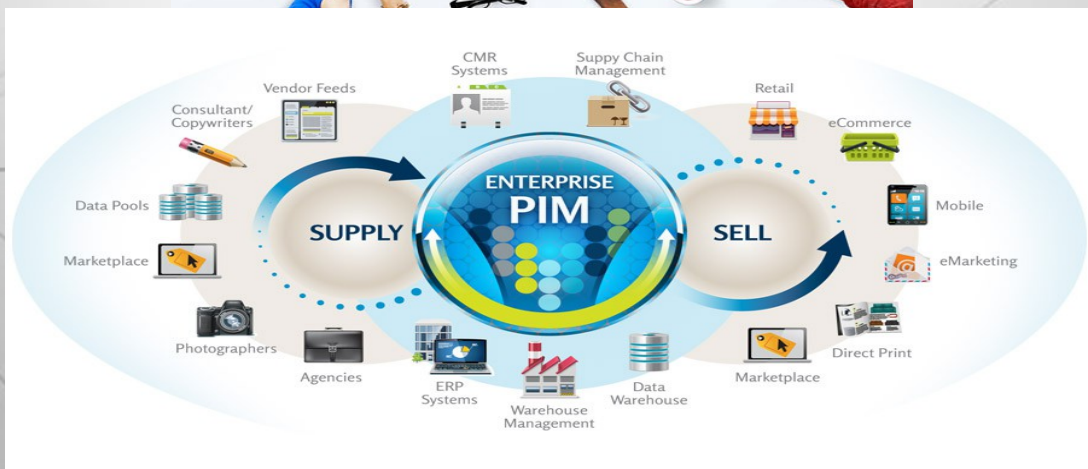 CMR
Systems
Suppy Chain
Management
Vendor Feeds
Retail
Consultant/
Copywriters
eCommerce
Data Pools
Mobile
Marketplace
eMarketing
Photographers
Direct Print
Agencies
Marketplace
ERP
Systems
Data
Warehouse
Warehouse
Management
SUPPLY
ENTERPRISE
PIM
SELL